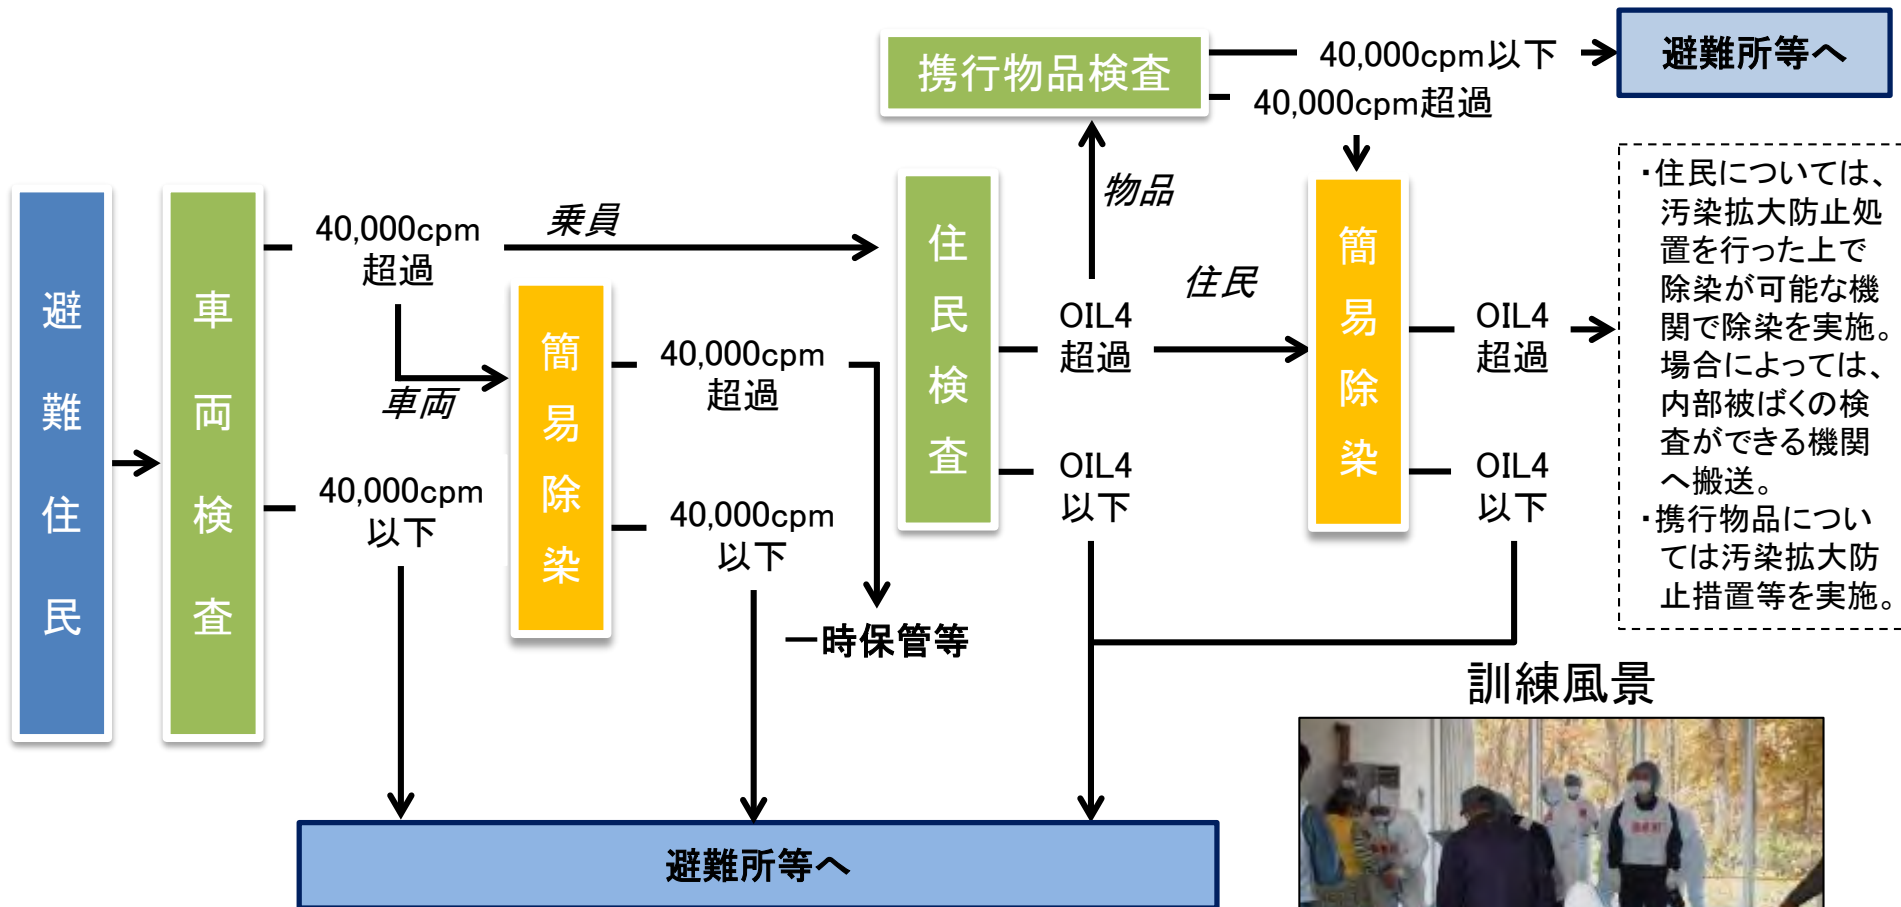 避難住民
車両検査
40,000cpm
超過
40,000cpm
以下
乗員
車両
簡易除染
40,000cpm
超過
40,000cpm
以下
一時保管等
住民検査
OIL4
超過
OIL4
以下
物品
住民
携行物品検査
40,000cpm以下
40,000cpm超過
避難所等へ
簡易除染
OIL4
超過
OIL4
以下
・住民については、
汚染拡大防止処
置を行った上で
除染が可能な機
関で除染を実施。
場合によっては、
内部被ばくの検
査ができる機関
へ搬送。
・携行物品につい
ては汚染拡大防
止措置等を実施。
避難所等へ
訓練風景